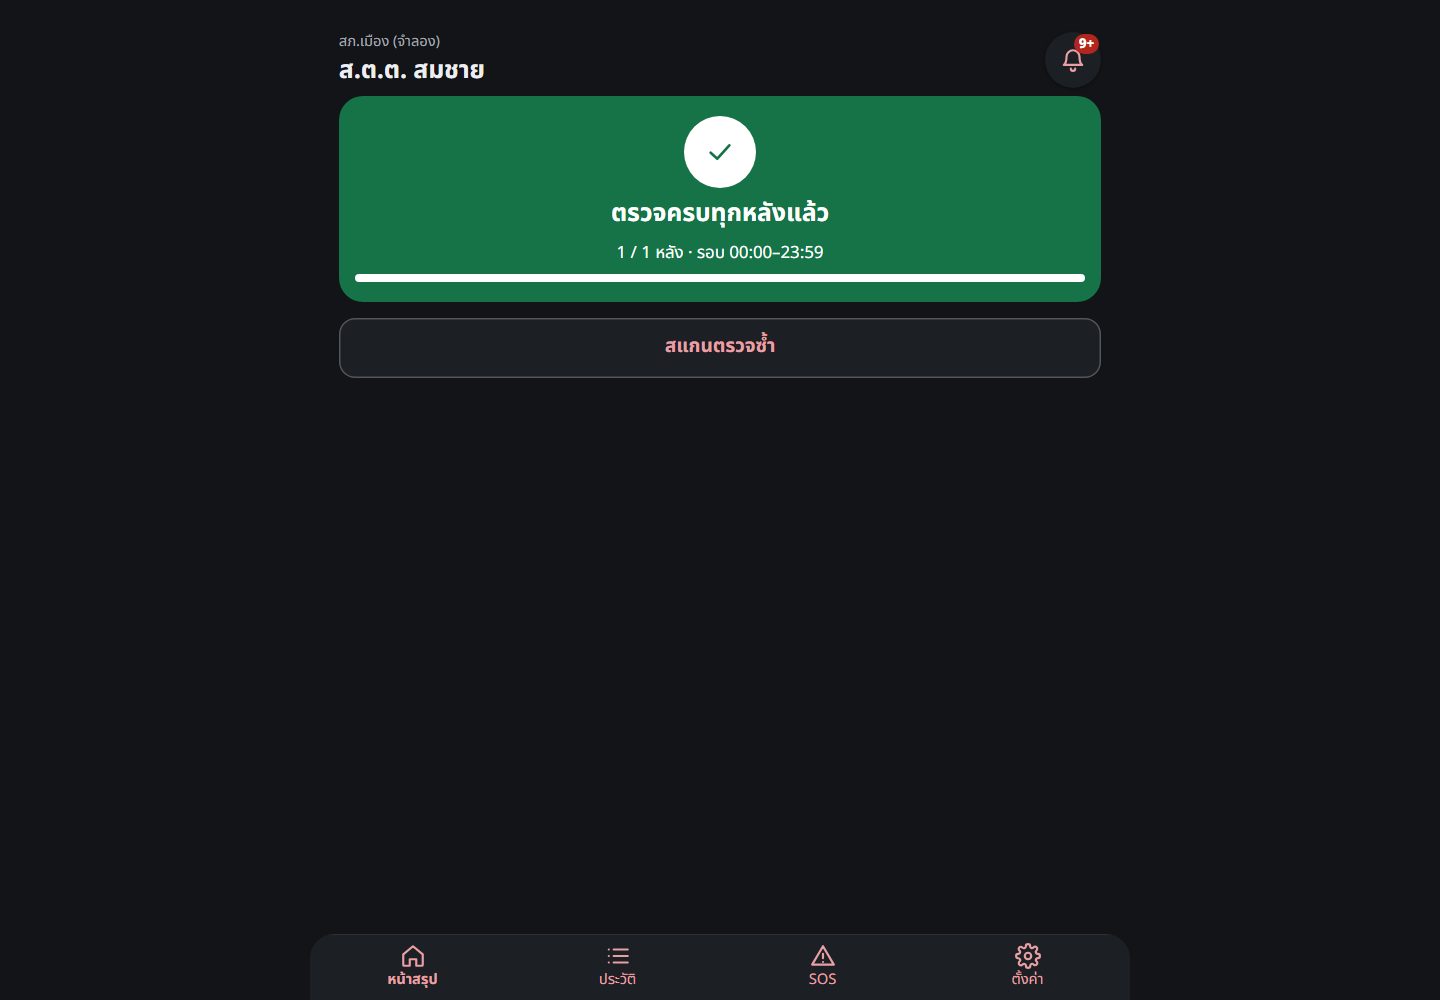 สภ.เมือง (จำลอง)
ส.ต.ต. สมชาย
9+
ตรวจครบทุกหลังแล้ว
1 / 1 หลัง · รอบ 00:00–23:59
สแกนตรวจซ้ำ
หน้าสรุป
ประวัติ
SOS
ตั้งค่า